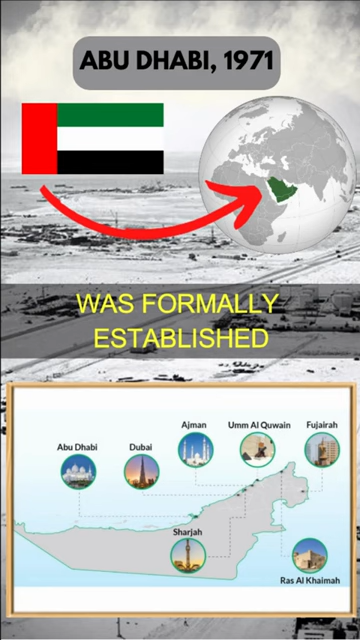 ABU DHABI, 1971
WAS FORMALLY
ESTABLISHED
Ajman
Umm Al Quwain
Fujairah
Abu Dhabi
Dubai
Sharjah
Ras Al Khaimah